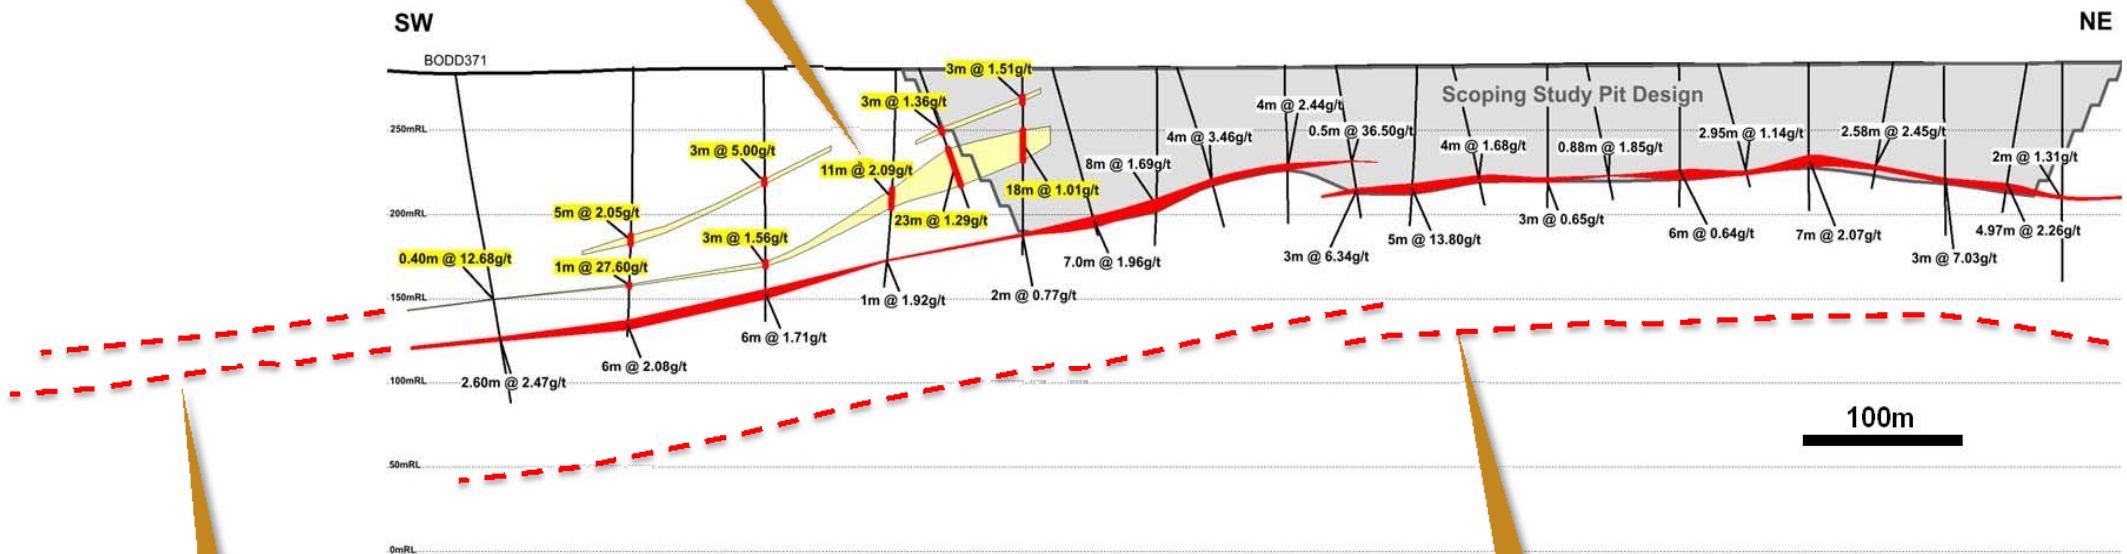 SW
NE
BODD371
3m @ 1.51g/t
3m @ 1.36g/t
Scoping Study Pit Design
4m @ 2.44g/t
250mRL
0.5m @ 36.50g/t
4m @ 3.46g/t
2.95m @ 1.14g/t
2.58m @ 2.45g/t
3m @ 5.00g/t
4m @ 1.68g/t
0.88m @ 1.85g/t
2m @ 1.31g/t
11m @ 2.09g/t
8m @ 1.69g/t
18m @ 1.01g/t
5m @ 2.05g/t
200mRL
23m @ 1.29g/t
3m @ 0.65g/t
3m @ 1.56g/t
5m @ 13.80g/t
6m @ 0.64g/t
7m @ 2.07g/t
4.97m @ 2.26g/t
0.40m @ 12.68g/t
1m @ 27.60g/t
7.0m @ 1.96g/t
3m @ 6.34g/t
3m @ 7.03g/t
150mRL
1m @ 1.92g/t
2m @ 0.77g/t
6m @ 1.71g/t
6m @ 2.08g/t
100mRL
2.60m @ 2.47g/t
100m
50mRL
0mRL